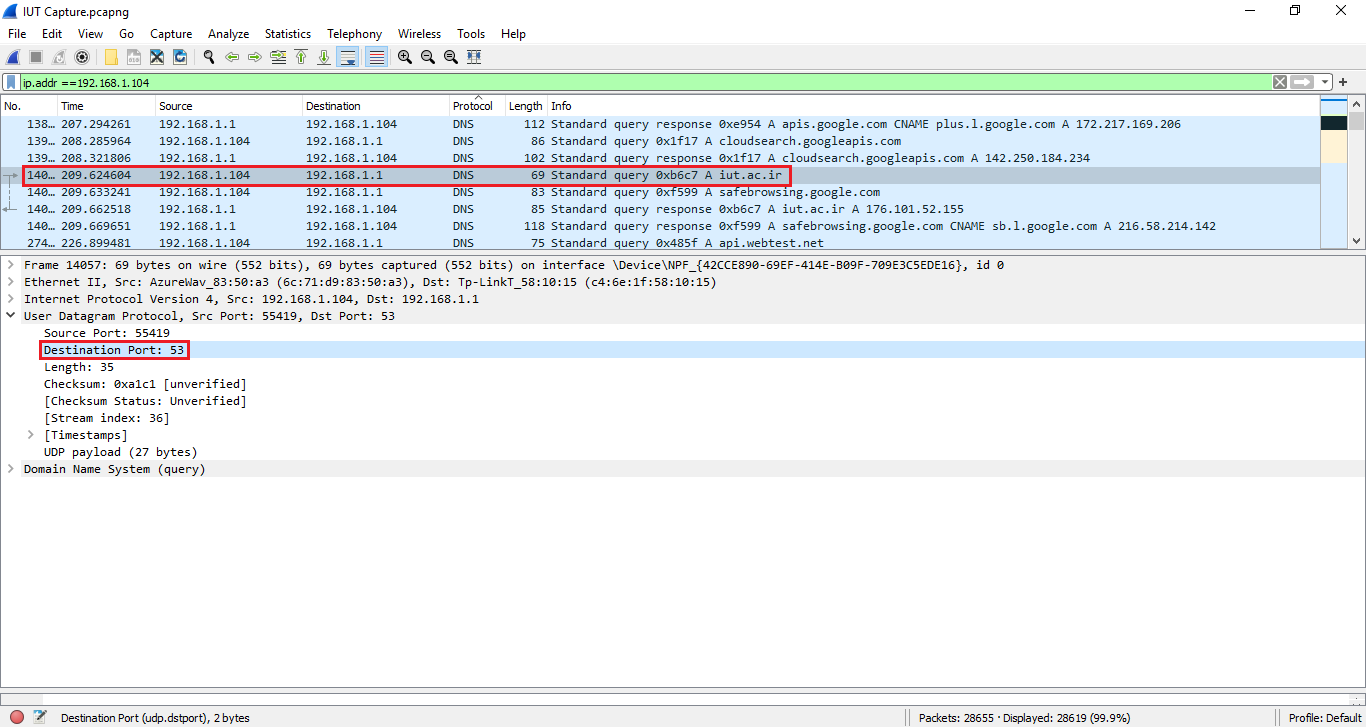 IUT Capture.pcapng
File Edit View Go Capture Analyze Statistics Telephony Wireless Tools Help
ip.addr ==192.168.1.104
No. Time Source Destination Protocol Length Info
138… 207.294261 192.168.1.1 192.168.1.104 DNS 112 Standard query response 0xe954 A apis.google.com CNAME plus.l.google.com A 172.217.169.206
139… 208.285964 192.168.1.104 192.168.1.1 DNS 86 Standard query 0x1f17 A cloudsearch.googleapis.com
139… 208.321806 192.168.1.1 192.168.1.104 DNS 102 Standard query response 0x1f17 A cloudsearch.googleapis.com A 142.250.184.234
140… 209.624604 192.168.1.104 192.168.1.1 DNS 69 Standard query 0xb6c7 A iut.ac.ir
140… 209.633241 192.168.1.104 192.168.1.1 DNS 83 Standard query 0xf599 A safebrowsing.google.com
140… 209.662518 192.168.1.1 192.168.1.104 DNS 85 Standard query response 0xb6c7 A iut.ac.ir A 176.101.52.155
140… 209.669651 192.168.1.1 192.168.1.104 DNS 118 Standard query response 0xf599 A safebrowsing.google.com CNAME sb.l.google.com A 216.58.214.142
274… 226.899481 192.168.1.104 192.168.1.1 DNS 75 Standard query 0x485f A api.webtest.net
Frame 14057: 69 bytes on wire (552 bits), 69 bytes captured (552 bits) on interface \Device\NPF_{42CCE890-69EF-414E-B09F-709E3C5EDE16}, id 0
Ethernet II, Src: AzureWav_83:50:a3 (6c:71:d9:83:50:a3), Dst: Tp-LinkT_58:10:15 (c4:6e:1f:58:10:15)
Internet Protocol Version 4, Src: 192.168.1.104, Dst: 192.168.1.1
User Datagram Protocol, Src Port: 55419, Dst Port: 53
Source Port: 55419
Destination Port: 53
Length: 35
Checksum: 0xa1c1 [unverified]
[Checksum Status: Unverified]
[Stream index: 36]
[Timestamps]
UDP payload (27 bytes)
Domain Name System (query)
Destination Port (udp.dstport), 2 bytes
Packets: 28655 · Displayed: 28619 (99.9%)
Profile: Default